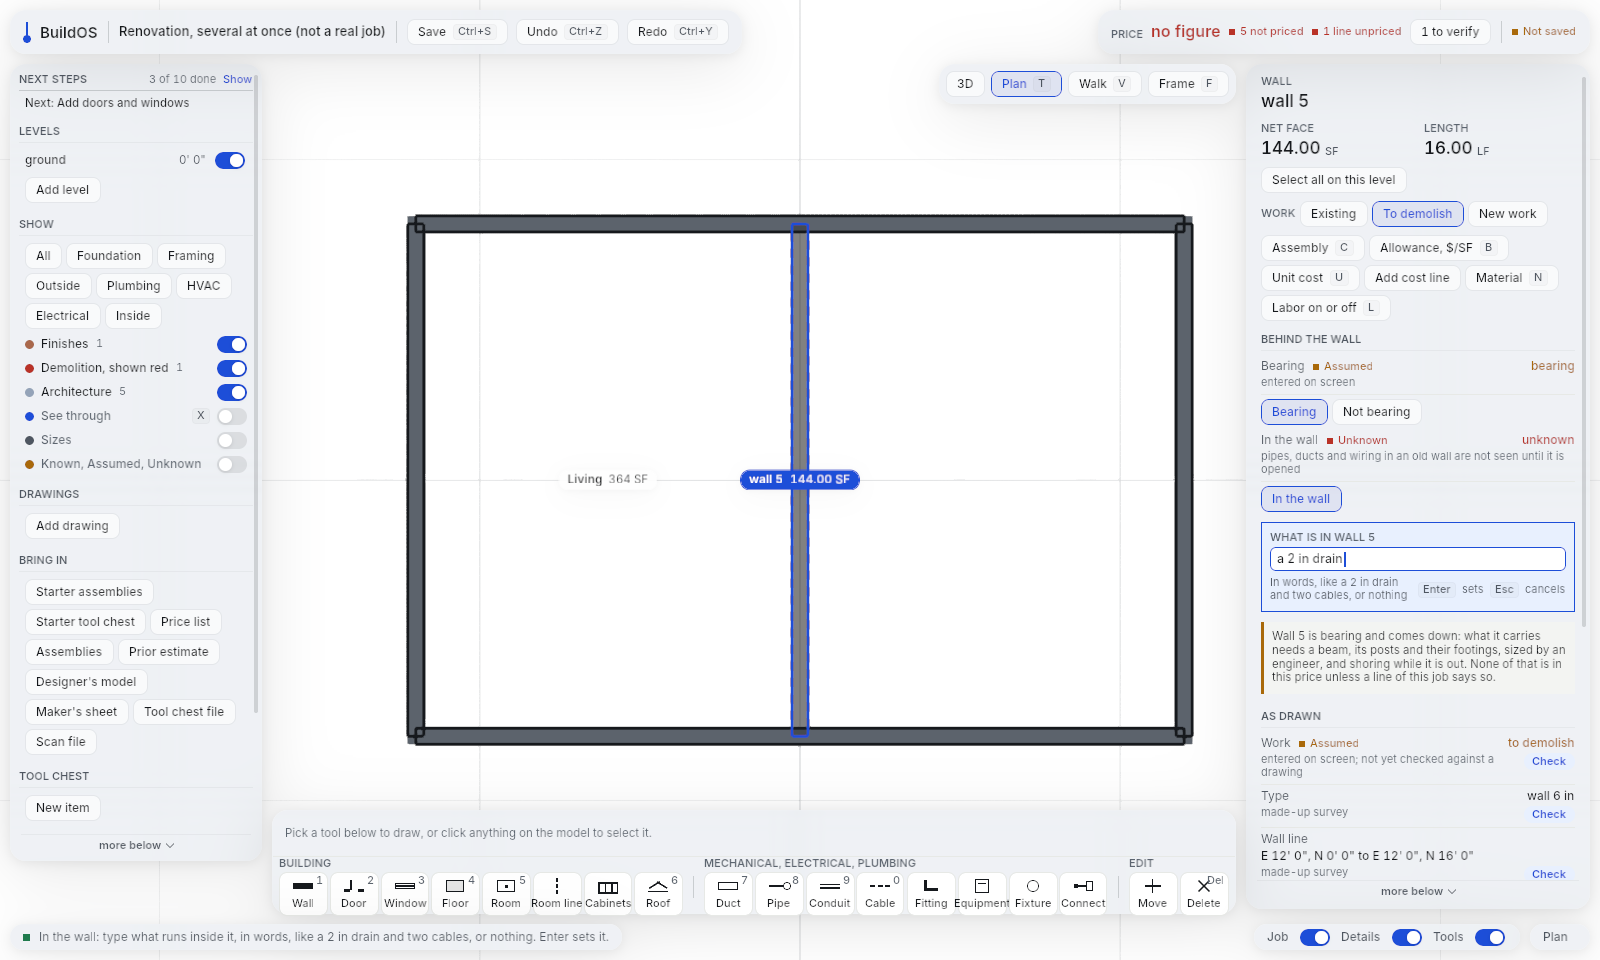 BuildOS
Renovation, several at once (not a real job)
Save Ctrl+S
Undo Ctrl+Z
Redo Ctrl+Y
PRICE no figure 5 not priced 1 line unpriced 1 to verify Not saved
3D
Plan T
Walk V
Frame F
NEXT STEPS 3 of 10 done Show
Next: Add doors and windows
LEVELS
ground 0' 0"
Add level
SHOW
All Foundation Framing
Outside Plumbing HVAC
Electrical Inside
Finishes 1
Demolition, shown red 1
Architecture 5
See through X
Sizes
Known, Assumed, Unknown
DRAWINGS
Add drawing
BRING IN
Starter assemblies
Starter tool chest Price list
Assemblies Prior estimate
Designer's model
Maker's sheet Tool chest file
Scan file
TOOL CHEST
New item
more below
Living 364 SF
wall 5 144.00 SF
Pick a tool below to draw, or click anything on the model to select it.
BUILDING
Wall 1
Door 2
Window 3
Floor 4
Room 5
Room line
Cabinets
Roof 6
MECHANICAL, ELECTRICAL, PLUMBING
Duct 7
Pipe 8
Conduit 9
Cable 0
Fitting
Equipment
Fixture
Connect
EDIT
Move
Delete Del
In the wall: type what runs inside it, in words, like a 2 in drain and two cables, or nothing. Enter sets it.
WALL
wall 5
NET FACE LENGTH
144.00 SF 16.00 LF
Select all on this level
WORK Existing To demolish New work
Assembly C Allowance, $/SF B
Unit cost U Add cost line Material N
Labor on or off L
BEHIND THE WALL
Bearing Assumed bearing
entered on screen
Bearing Not bearing
In the wall Unknown unknown
pipes, ducts and wiring in an old wall are not seen until it is
opened
In the wall
WHAT IS IN WALL 5
a 2 in drain
In words, like a 2 in drain
and two cables, or nothing
Enter sets Esc cancels
Wall 5 is bearing and comes down: what it carries
needs a beam, its posts and their footings, sized by an
engineer, and shoring while it is out. None of that is in
this price unless a line of this job says so.
AS DRAWN
Work Assumed to demolish
entered on screen; not yet checked against a
drawing
Check
Type wall 6 in
made-up survey Check
Wall line
E 12' 0", N 0' 0" to E 12' 0", N 16' 0"
made-up survey Check
more below
Job Details Tools Plan